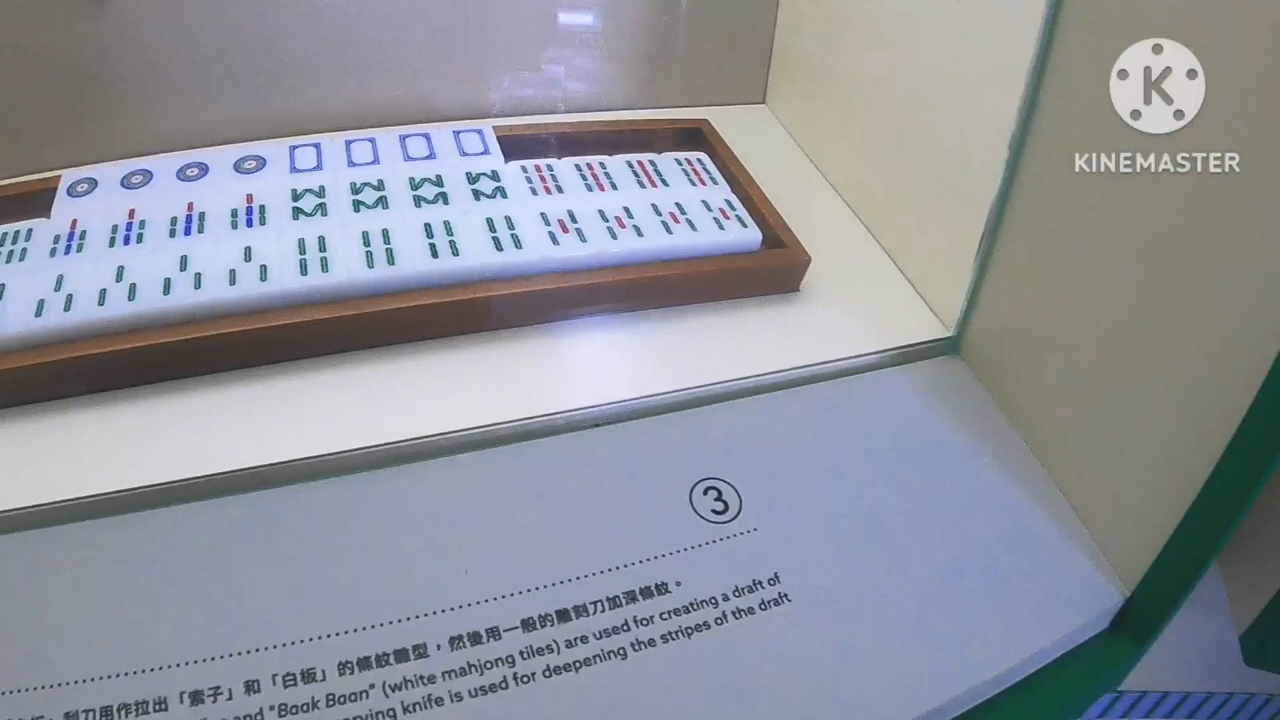 KINEMASTER
3
刮刀用作拉出「索子」和「白板」的條紋雛型，然後用一般的雕刻刀加深條紋。
and "Baak Baan" (white mahjong tiles) are used for creating a draft of
knife is used for deepening the stripes of the draft